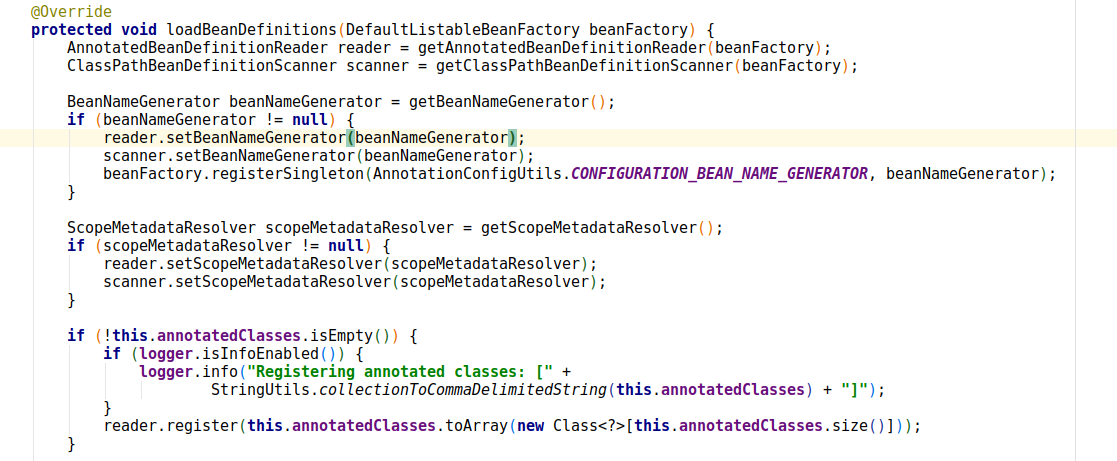 @Override
protected void loadBeanDefinitions(DefaultListableBeanFactory beanFactory) {
    AnnotatedBeanDefinitionReader reader = getAnnotatedBeanDefinitionReader(beanFactory);
    ClassPathBeanDefinitionScanner scanner = getClassPathBeanDefinitionScanner(beanFactory);

    BeanNameGenerator beanNameGenerator = getBeanNameGenerator();
    if (beanNameGenerator != null) {
        reader.setBeanNameGenerator(beanNameGenerator);
        scanner.setBeanNameGenerator(beanNameGenerator);
        beanFactory.registerSingleton(AnnotationConfigUtils.CONFIGURATION_BEAN_NAME_GENERATOR, beanNameGenerator);
    }

    ScopeMetadataResolver scopeMetadataResolver = getScopeMetadataResolver();
    if (scopeMetadataResolver != null) {
        reader.setScopeMetadataResolver(scopeMetadataResolver);
        scanner.setScopeMetadataResolver(scopeMetadataResolver);
    }

    if (!this.annotatedClasses.isEmpty()) {
        if (logger.isInfoEnabled()) {
            logger.info("Registering annotated classes: [" +
                    StringUtils.collectionToCommaDelimitedString(this.annotatedClasses) + "]");
        }
        reader.register(this.annotatedClasses.toArray(new Class<?>[this.annotatedClasses.size()]));
    }